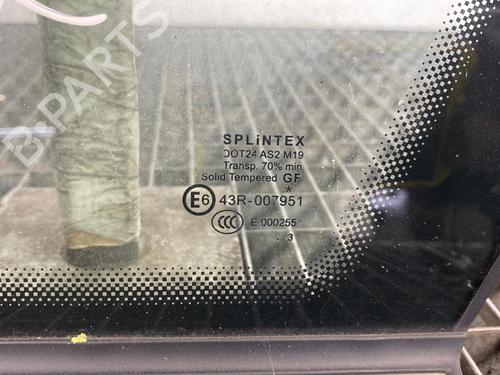 B-PARTS
SPLiNTEX
DOT24 AS2 M19
Transp. 70% min
Solid Tempered GF
*
E6 43R-007951
CCC E 000255
..3